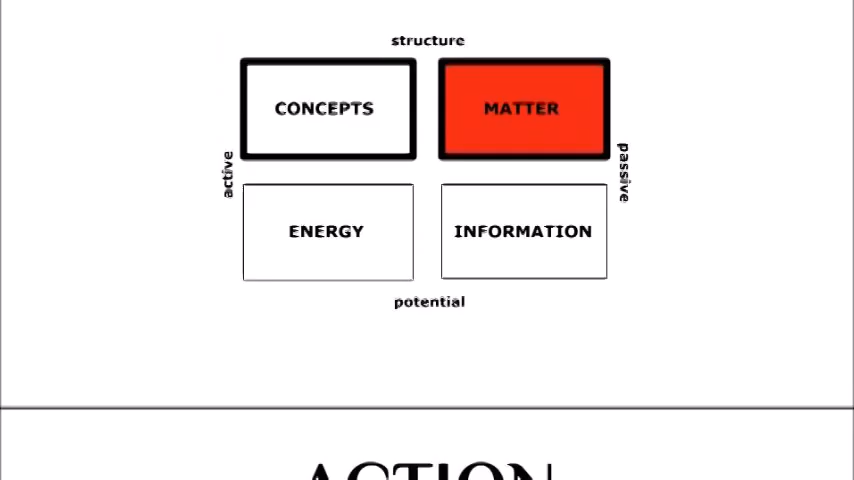 structure
CONCEPTS
MATTER
active
passive
ENERGY
INFORMATION
potential
ACTION